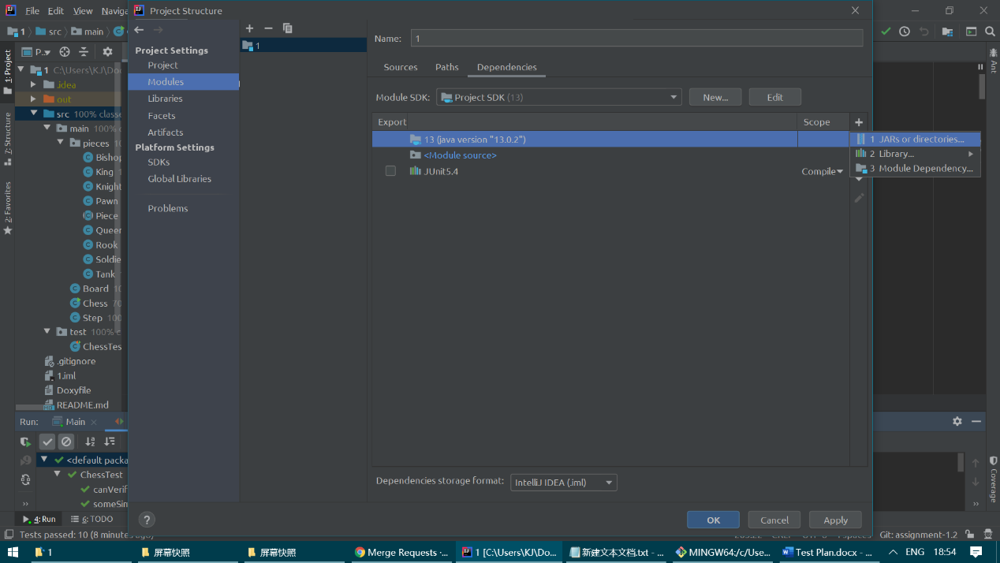 File Edit View Naviga
Project Structure
1 src main
Project Settings
Project
Modules
Libraries
Facets
Artifacts
Platform Settings
SDKs
Global Libraries
Problems
1
Name: 1
Sources Paths Dependencies
Module SDK: Project SDK (13) New... Edit
Export Scope
13 (java version "13.0.2")
<Module source>
JUnit5.4 Compile
1 JARs or directories...
2 Library...
3 Module Dependency...
Dependencies storage format: IntelliJ IDEA (.iml)
? OK Cancel Apply
1: Project
7: Structure
2: Favorites
Ant
Coverage
P...
1 C:\Users\KJ\Doc
.idea
out
src 100% classe
main 100%
pieces 10
Bishop
King
Knight
Pawn
Piece
Queen
Rook
Soldie
Tank
Board 10
Chess 70
Step 100
test 100% c
ChessTes
.gitignore
1.iml
Doxyfile
README.md
Run: Main
<default packa
ChessTest
canVerif
someSin
4: Run 6: TODO
Tests passed: 10 (8 minute
Git: assignment-1.2
1 屏幕快照 屏幕快照 Merge Requests · ... 1 [C:\Users\KJ\Do... 新建文本文档.txt - ... MINGW64:/c/Use... Test Plan.docx - ... ENG 18:54